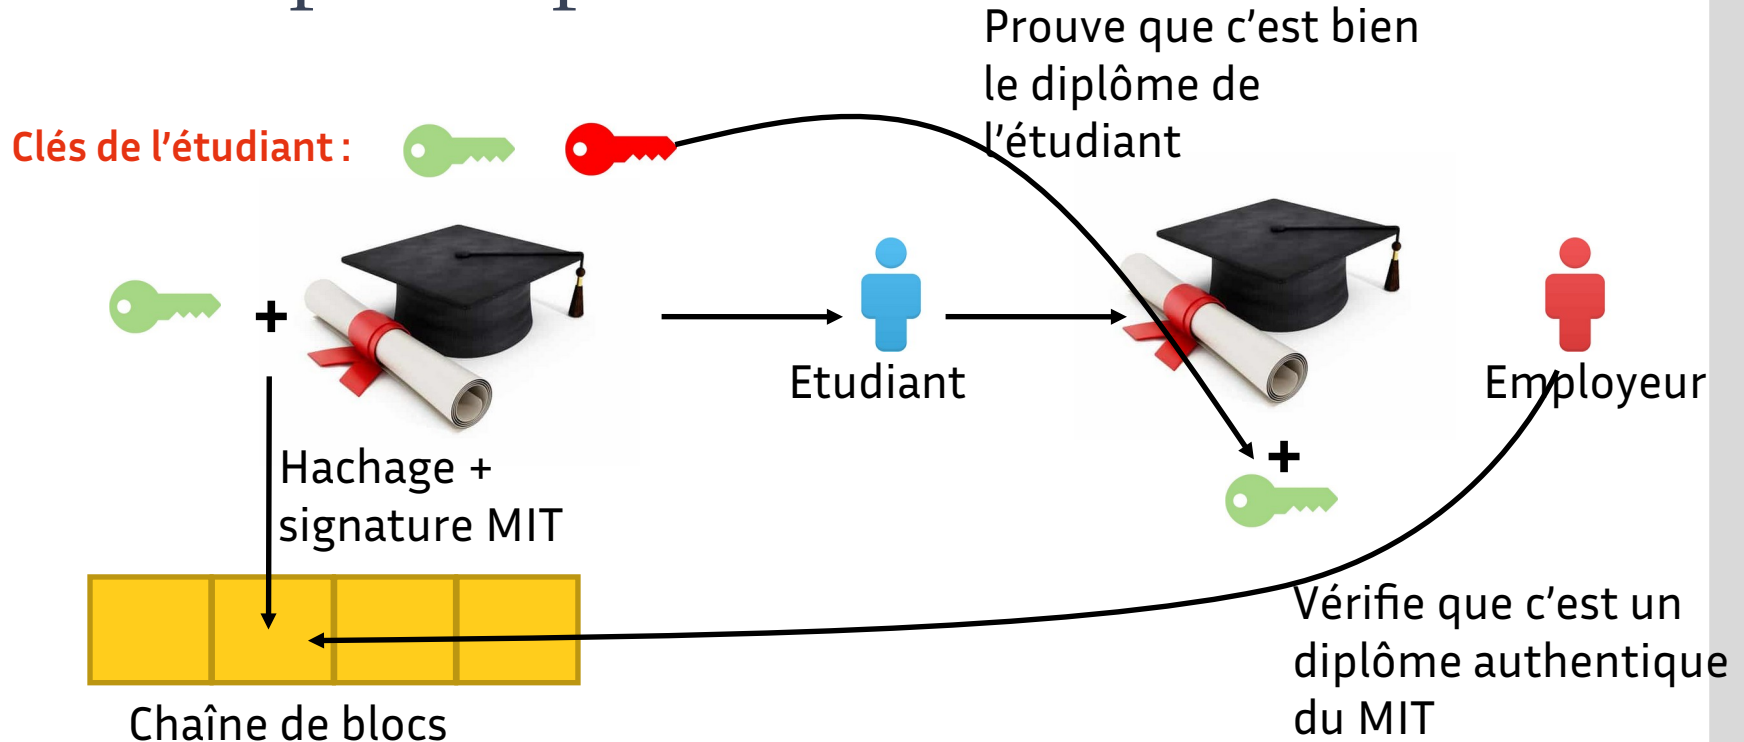 Prouve que c'est bien
le diplôme de
l'étudiant
Clés de l'étudiant :
+
Etudiant
Employeur
+
Hachage +
signature MIT
Vérifie que c'est un
diplôme authentique
du MIT
Chaîne de blocs